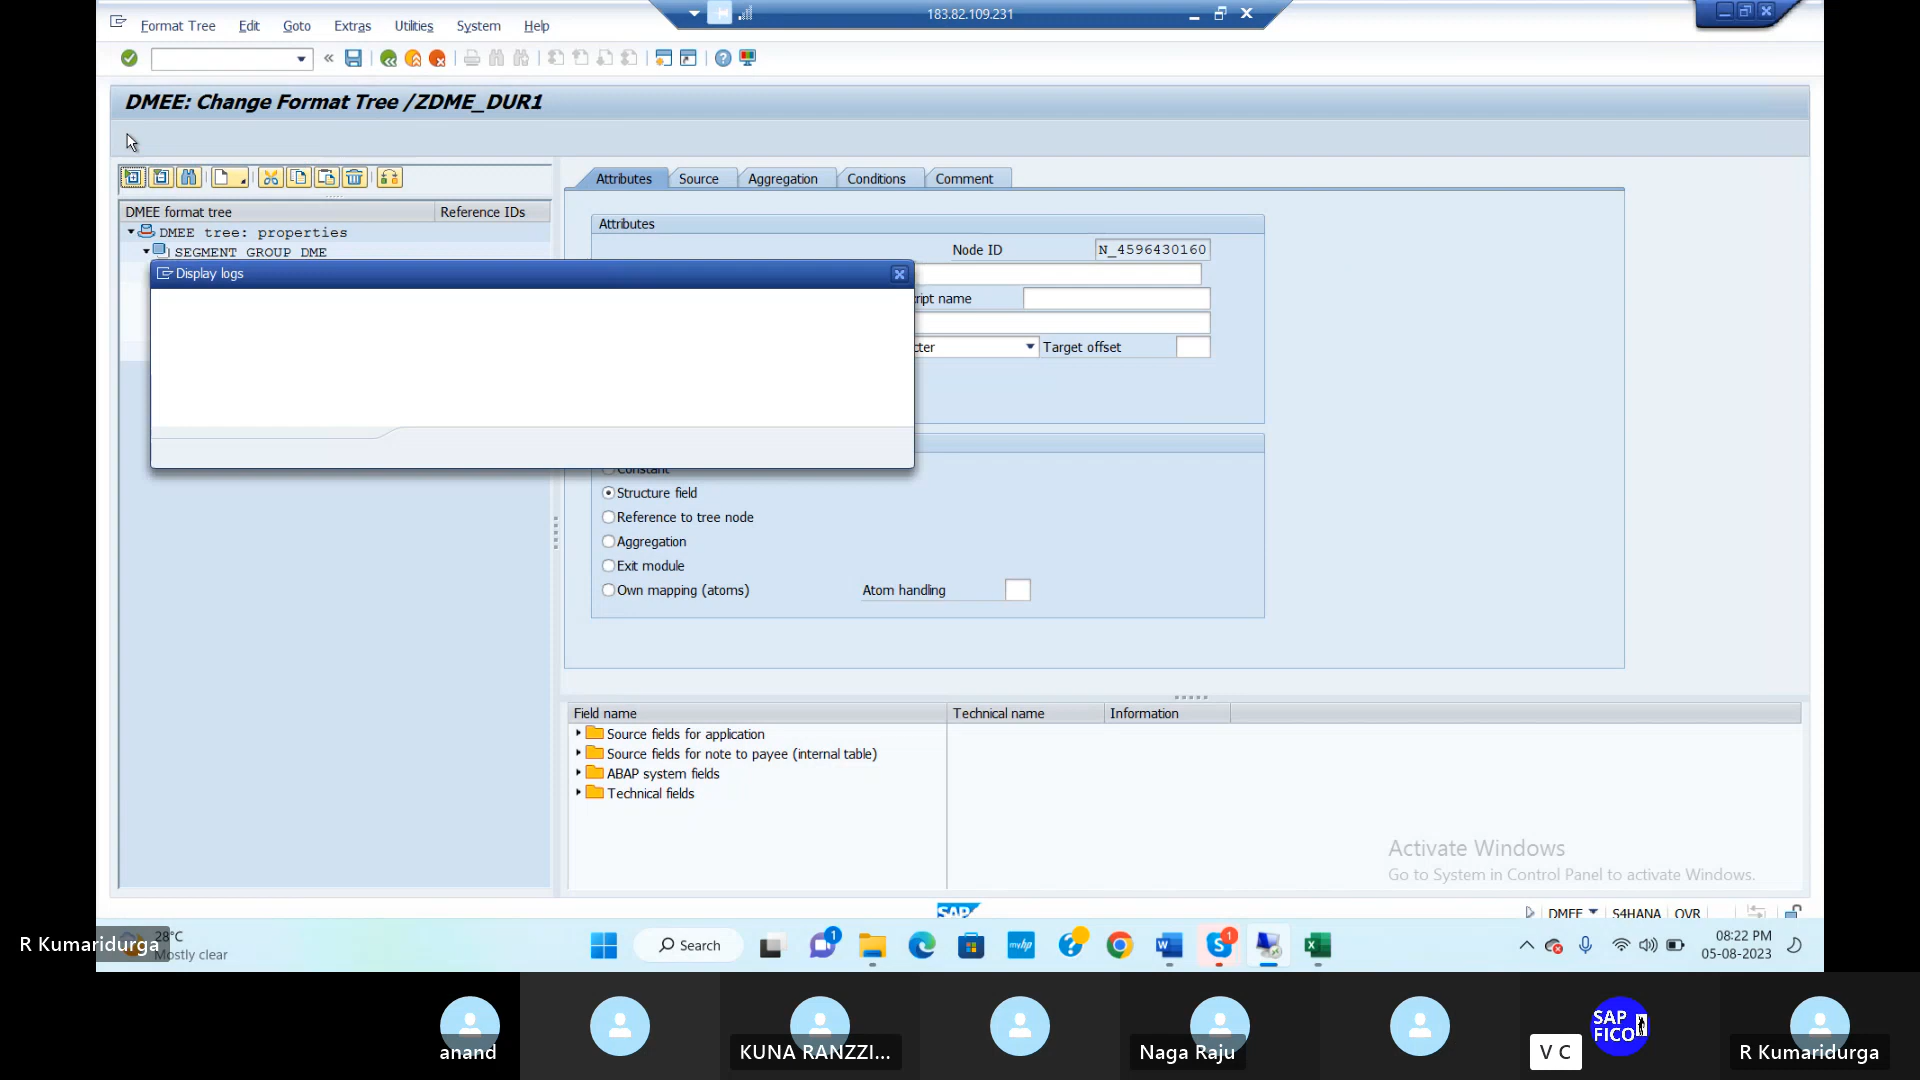 183.82.109.231
Format Tree Edit Goto Extras Utilities System Help
DMEE: Change Format Tree /ZDME_DUR1
Attributes Source Aggregation Conditions Comment
DMEE format tree Reference IDs
Attributes
DMEE tree: properties
Node ID N_4596430160
SEGMENT GROUP DME
Display logs
ript name
cter Target offset
Constant
Structure field
Reference to tree node
Aggregation
Exit module
Own mapping (atoms) Atom handling
Field name Technical name Information
Source fields for application
Source fields for note to payee (internal table)
ABAP system fields
Technical fields
Activate Windows
Go to System in Control Panel to activate Windows.
SAP
DMEE S4HANA OVR
28°C
Mostly clear
R Kumaridurga
Search
1
myhp
W
S
1
08:22 PM
05-08-2023
anand
KUNA RANZZI...
Naga Raju
SAP
FICO
V C
R Kumaridurga